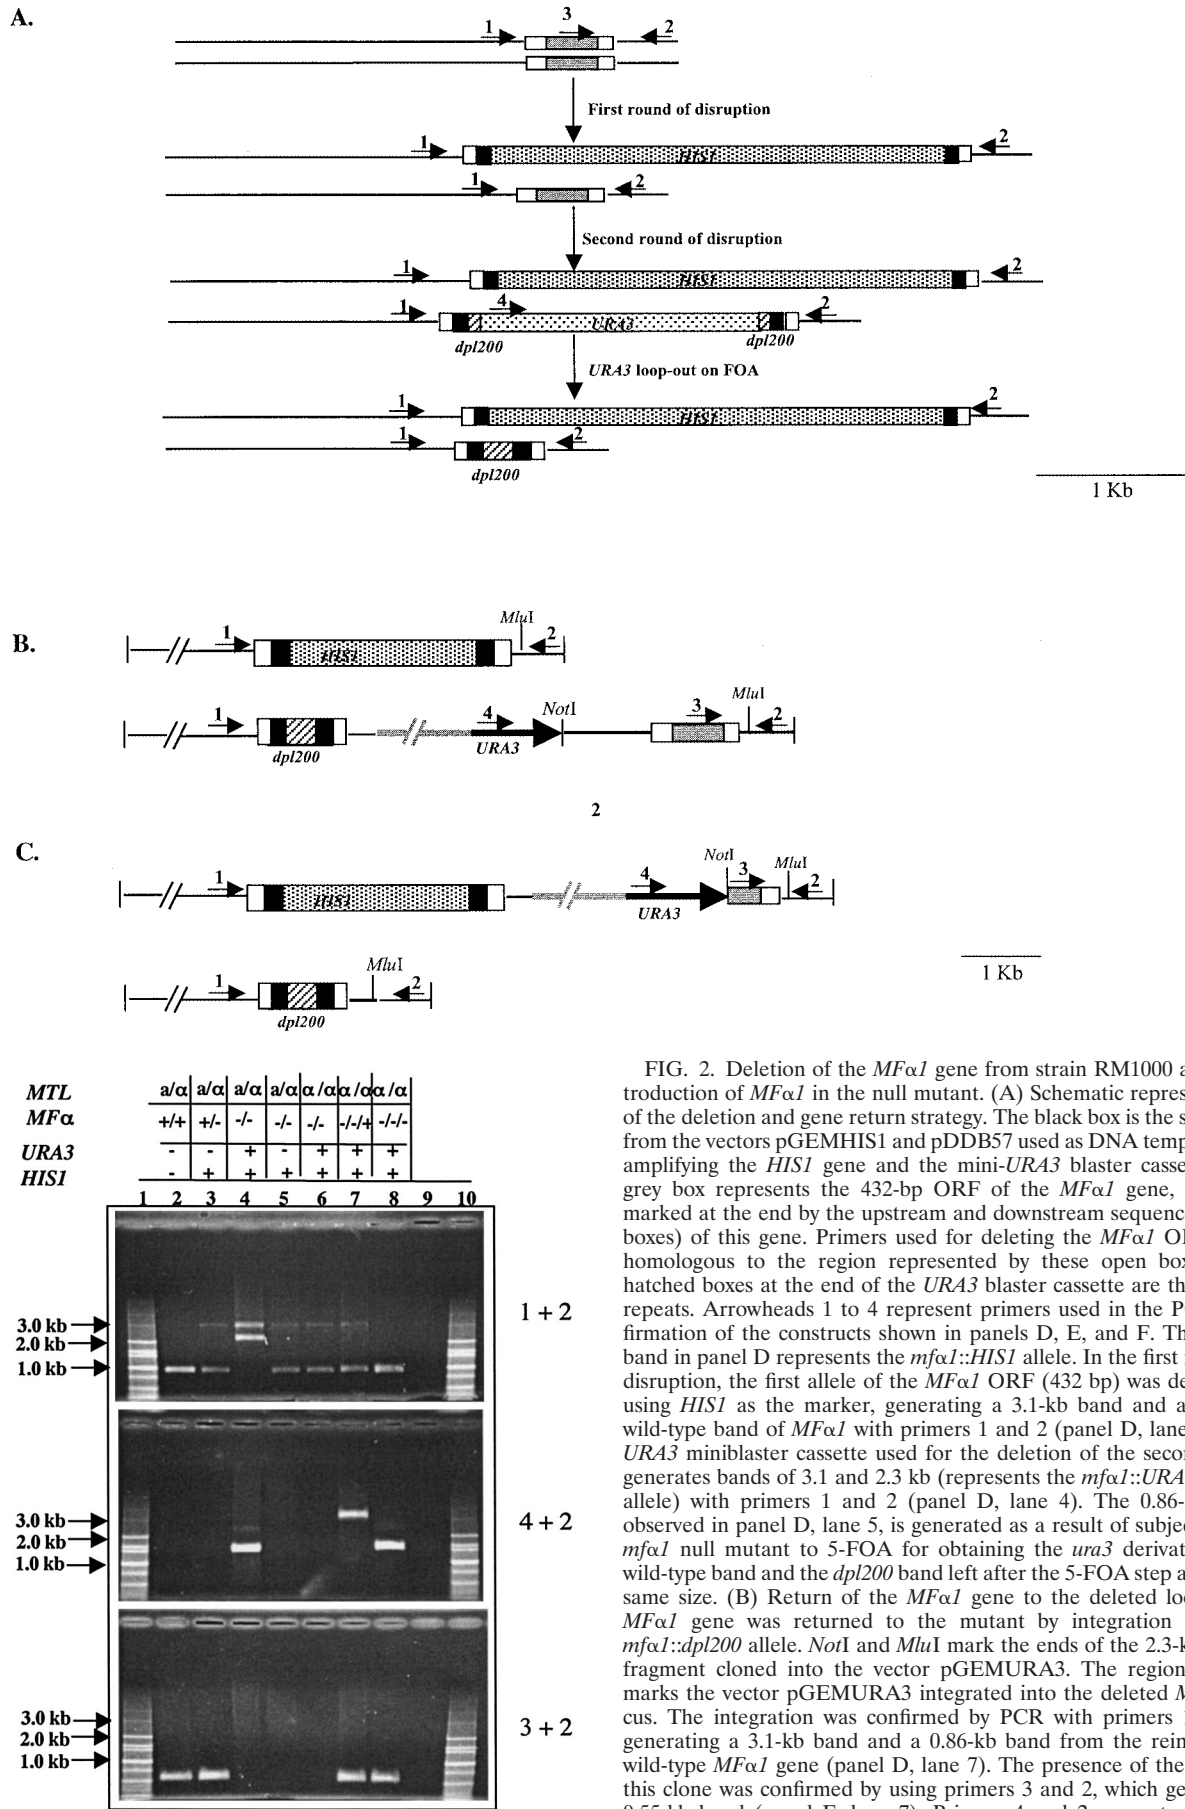 A.
1 3 2
First round of disruption
1 HIS1 2
1 2
Second round of disruption
1 HIS1 2
1 4 URA3 2
dpl200 dpl200
URA3 loop-out on FOA
1 HIS1 2
1 2
dpl200
1 Kb
B.
1 HIS1 MluI 2
1 4 NotI 3 MluI 2
dpl200 URA3
2
C.
1 HIS1 4 NotI 3 MluI 2
URA3
1 Kb
1 MluI 2
dpl200
MTL a/α a/α a/α a/α α/α α/α α/α
MFα +/+ +/- -/- -/- -/- -/-/+ -/-/-
URA3 - - + - + + +
HIS1 - + + + + + +
1 2 3 4 5 6 7 8 9 10
3.0 kb
2.0 kb
1.0 kb
1 + 2
3.0 kb
2.0 kb
1.0 kb
4 + 2
3.0 kb
2.0 kb
1.0 kb
3 + 2
FIG. 2. Deletion of the MFα1 gene from strain RM1000 a
troduction of MFα1 in the null mutant. (A) Schematic repres
of the deletion and gene return strategy. The black box is the s
from the vectors pGEMHIS1 and pDDB57 used as DNA temp
amplifying the HIS1 gene and the mini-URA3 blaster casse
grey box represents the 432-bp ORF of the MFα1 gene,
marked at the end by the upstream and downstream sequenc
boxes) of this gene. Primers used for deleting the MFα1 OR
homologous to the region represented by these open box
hatched boxes at the end of the URA3 blaster cassette are th
repeats. Arrowheads 1 to 4 represent primers used in the P
firmation of the constructs shown in panels D, E, and F. Th
band in panel D represents the mfα1::HIS1 allele. In the first
disruption, the first allele of the MFα1 ORF (432 bp) was de
using HIS1 as the marker, generating a 3.1-kb band and a
wild-type band of MFα1 with primers 1 and 2 (panel D, lane
URA3 miniblaster cassette used for the deletion of the secon
generates bands of 3.1 and 2.3 kb (represents the mfα1::URA
allele) with primers 1 and 2 (panel D, lane 4). The 0.86-
observed in panel D, lane 5, is generated as a result of subjec
mfα1 null mutant to 5-FOA for obtaining the ura3 derivat
wild-type band and the dpl200 band left after the 5-FOA step a
same size. (B) Return of the MFα1 gene to the deleted loc
MFα1 gene was returned to the mutant by integration
mfα1::dpl200 allele. NotI and MluI mark the ends of the 2.3-k
fragment cloned into the vector pGEMURA3. The region
marks the vector pGEMURA3 integrated into the deleted M
cus. The integration was confirmed by PCR with primers
generating a 3.1-kb band and a 0.86-kb band from the rein
wild-type MFα1 gene (panel D, lane 7). The presence of the
this clone was confirmed by using primers 3 and 2, which ge